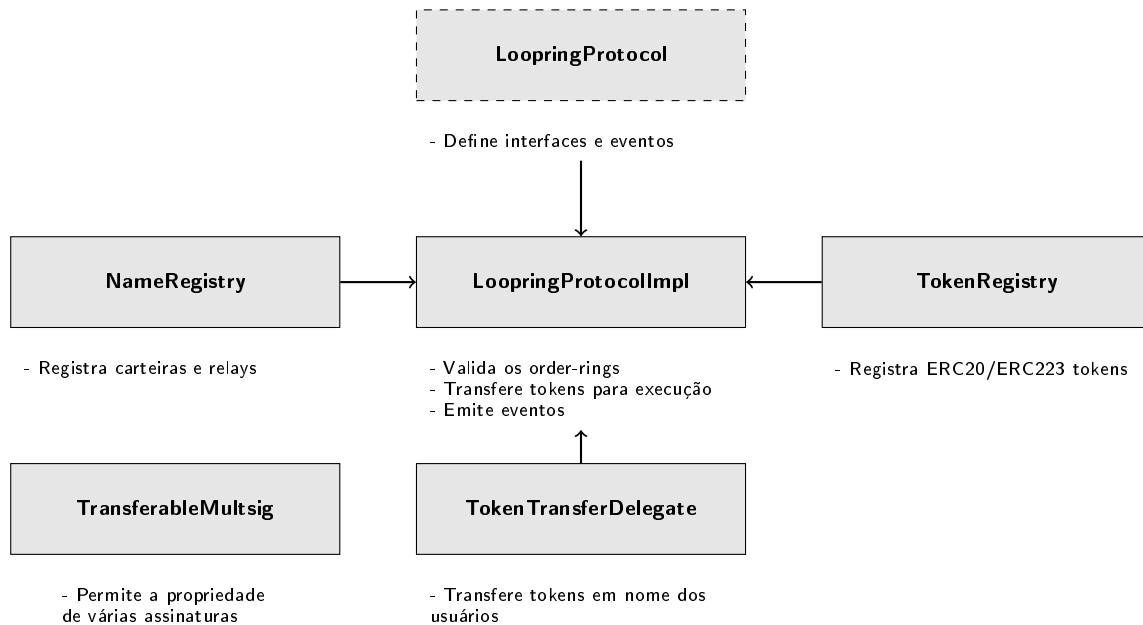 LoopringProtocol
- Define interfaces e eventos
NameRegistry
LoopringProtocolImpl
TokenRegistry
- Registra carteiras e relays
- Valida os order-rings
- Transfere tokens para execução
- Emite eventos
- Registra ERC20/ERC223 tokens
TransferableMultsig
TokenTransferDelegate
- Permite a propriedade
de várias assinaturas
- Transfere tokens em nome dos
usuários